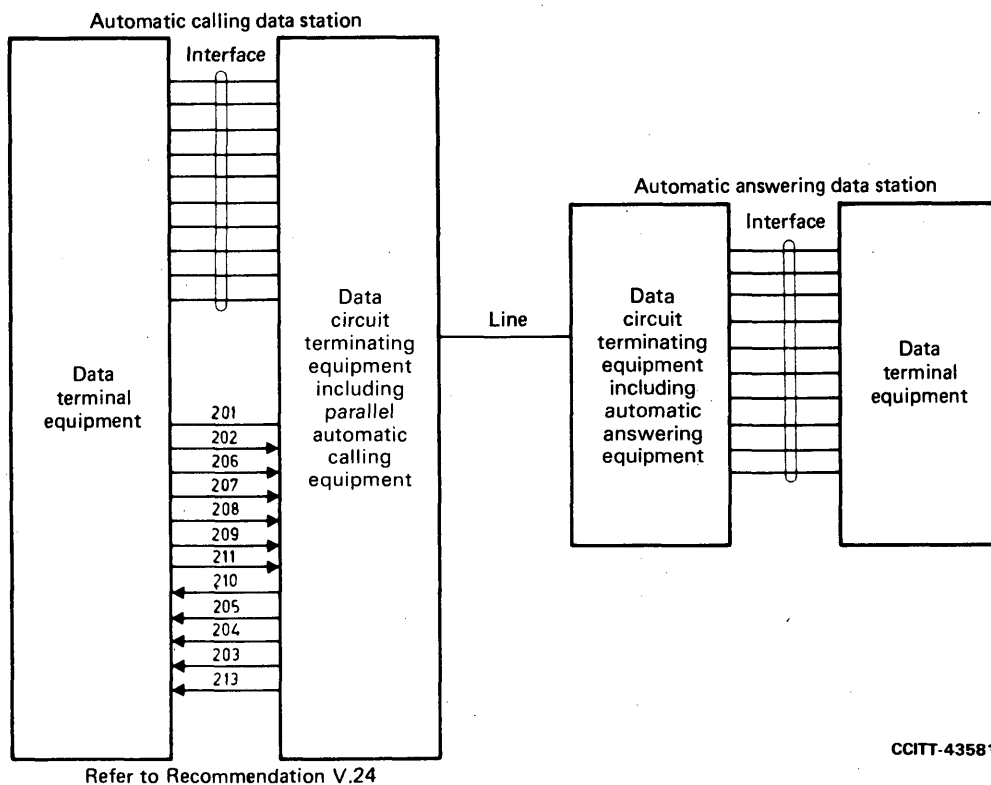 Automatic calling data station
Interface
Data
terminal
equipment
Data
circuit
terminating
equipment
including
parallel
automatic
calling
equipment
201
202
206
207
208
209
211
210
205
204
203
213
Line
Automatic answering data station
Interface
Data
circuit
terminating
equipment
including
automatic
answering
equipment
Data
terminal
equipment
CCITT-43581
Refer to Recommendation V.24